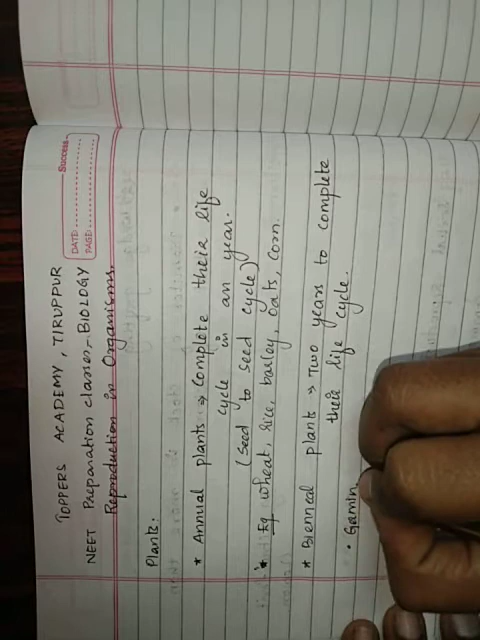 Success
DATE:
PAGE:
TOPPERS ACADEMY, TIRUPPUR
NEET Preparation classes - BIOLOGY
Reproduction in Organisms.
Plants:
* Annual plants ⇒ Complete their life
cycle in an year.
(Seed to seed cycle)
* Eg wheat, rice, barley, oats, corn.
* Biennial plants ⇒ Two years to complete
their life cycle.
• Gamin